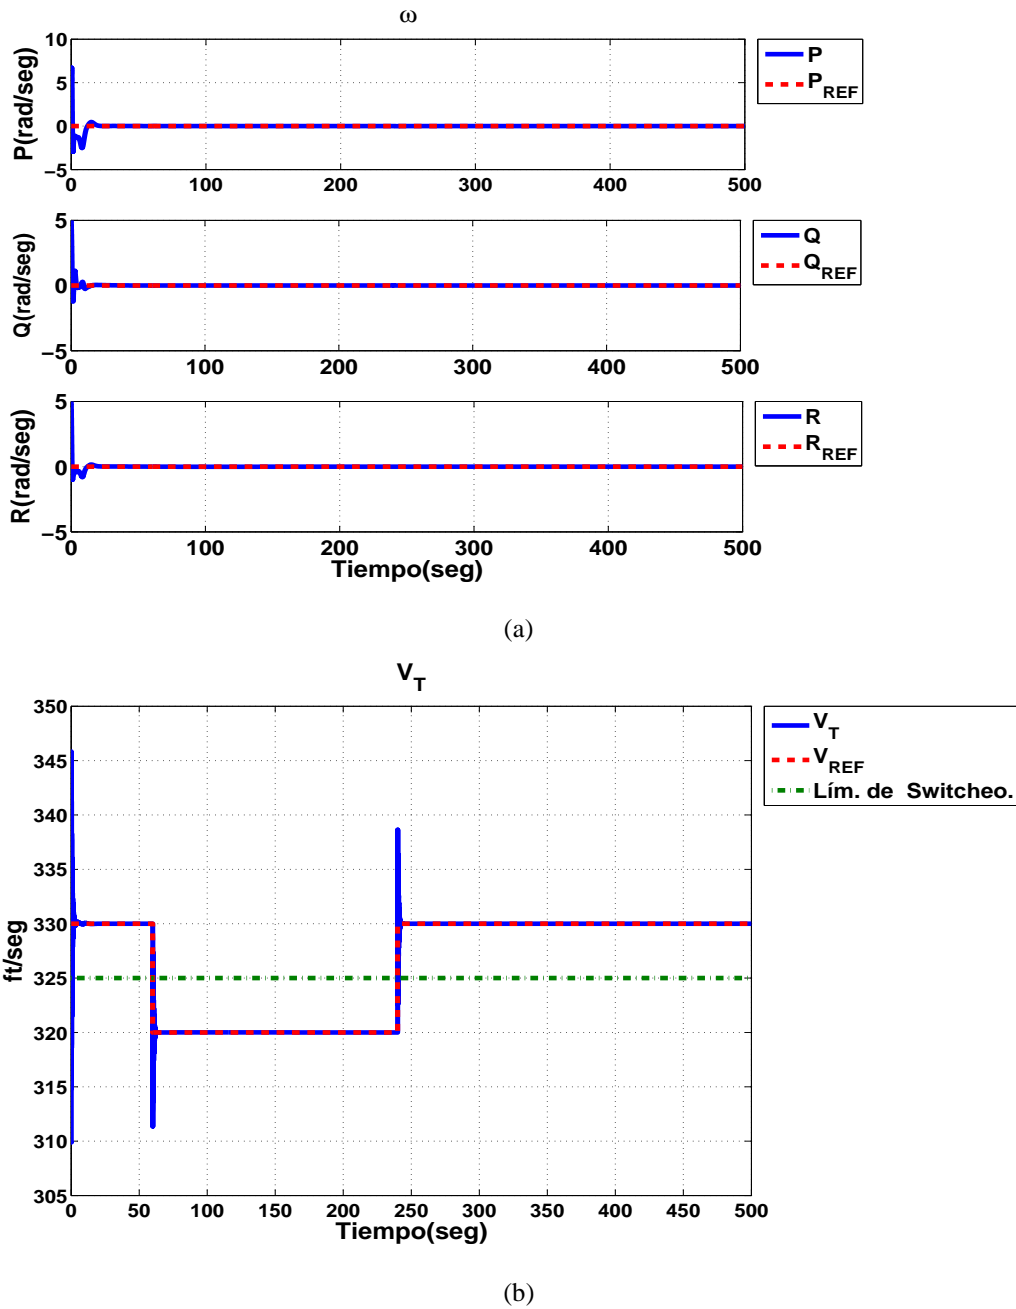 ω
10
5
0
−5
P(rad/seg)
0 100 200 300 400 500
P
P_REF
5
0
−5
Q(rad/seg)
0 100 200 300 400 500
Q
Q_REF
5
0
−5
R(rad/seg)
0 100 200 300 400 500
Tiempo(seg)
R
R_REF
(a)
V_T
350
345
340
335
330
325
320
315
310
305
ft/seg
0 50 100 150 200 250 300 350 400 450 500
Tiempo(seg)
V_T
V_REF
Lím. de Switcheo.
(b)